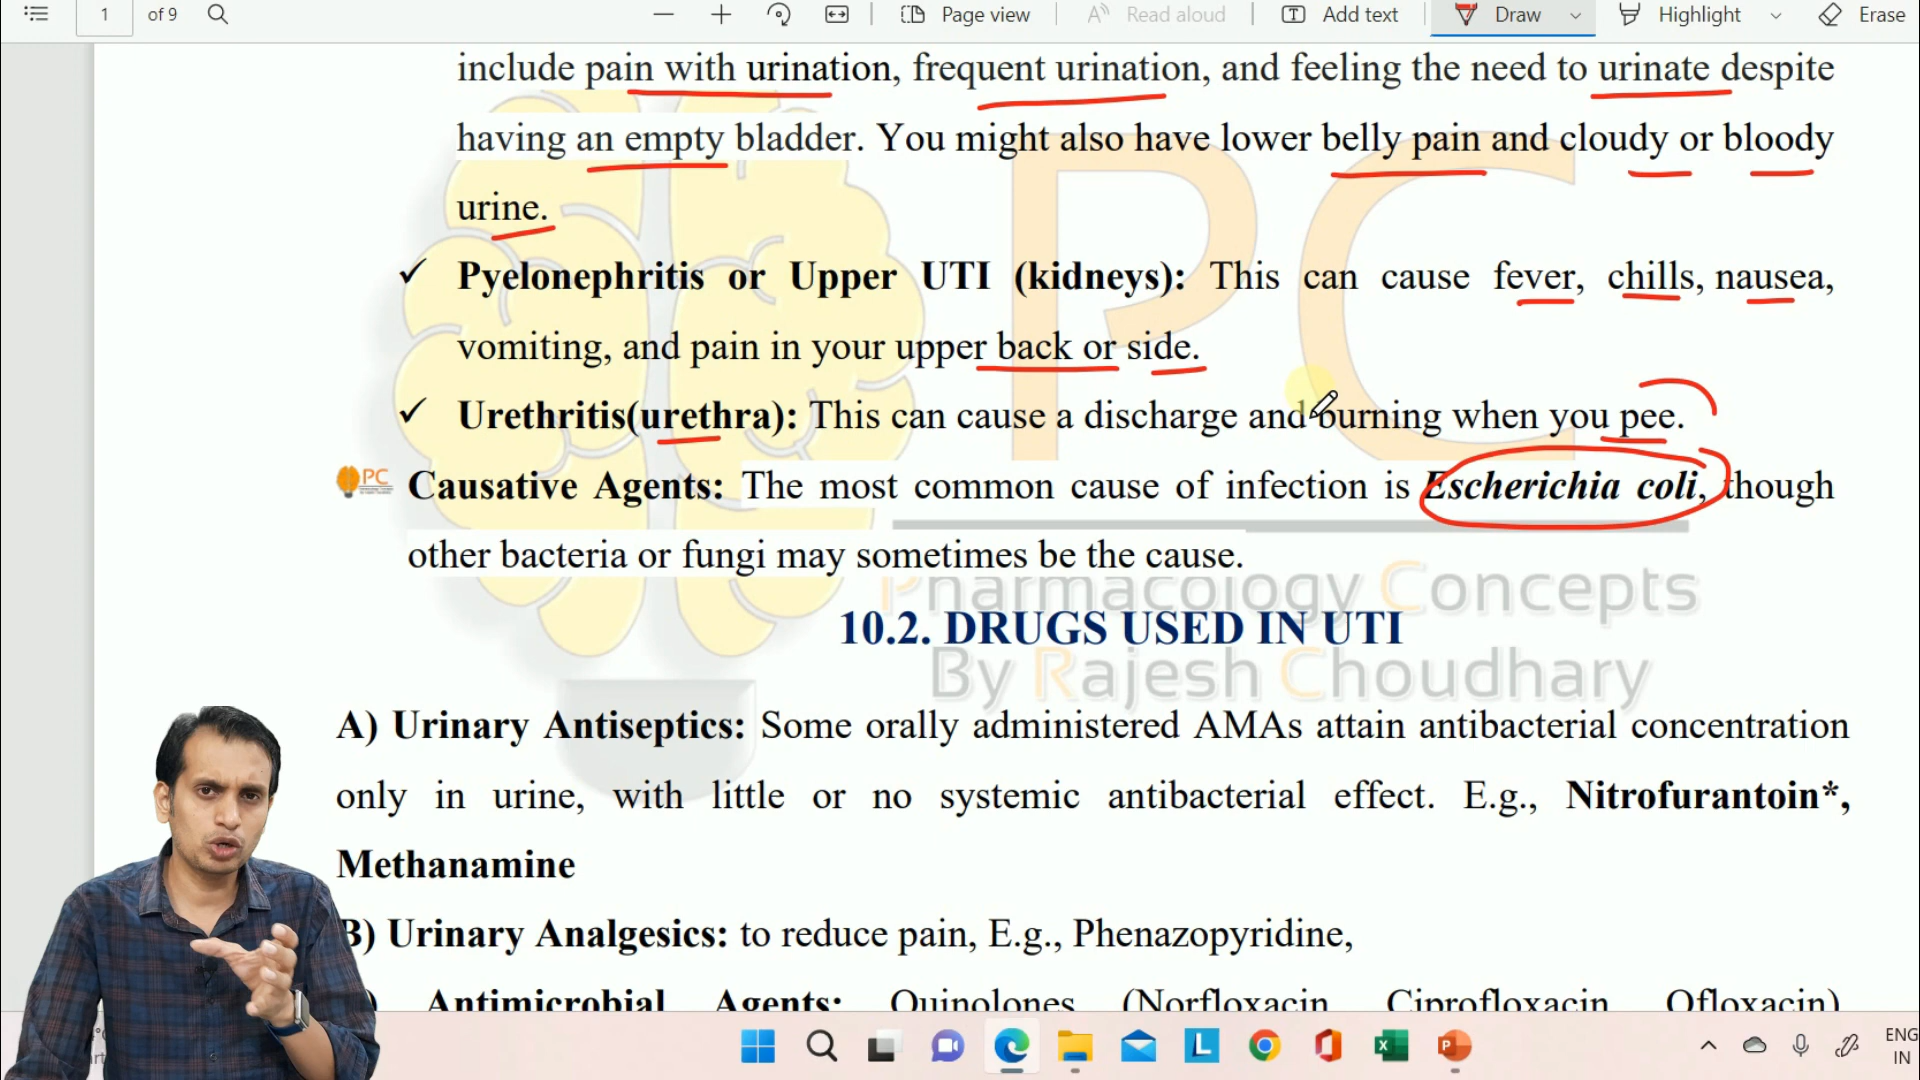 1 of 9 Page view Read aloud Add text Draw Highlight Erase
include pain with urination, frequent urination, and feeling the need to urinate despite
having an empty bladder. You might also have lower belly pain and cloudy or bloody
urine.
✓ Pyelonephritis or Upper UTI (kidneys): This can cause fever, chills, nausea,
vomiting, and pain in your upper back or side.
✓ Urethritis(urethra): This can cause a discharge and burning when you pee.
PC Causative Agents: The most common cause of infection is Escherichia coli, though
other bacteria or fungi may sometimes be the cause.
PC
Pharmacology Concepts
10.2. DRUGS USED IN UTI
By Rajesh Choudhary
A) Urinary Antiseptics: Some orally administered AMAs attain antibacterial concentration
only in urine, with little or no systemic antibacterial effect. E.g., Nitrofurantoin*,
Methanamine
B) Urinary Analgesics: to reduce pain, E.g., Phenazopyridine,
Antimicrobial Agents: Quinolones (Norfloxacin, Ciprofloxacin, Ofloxacin)
ENG
IN